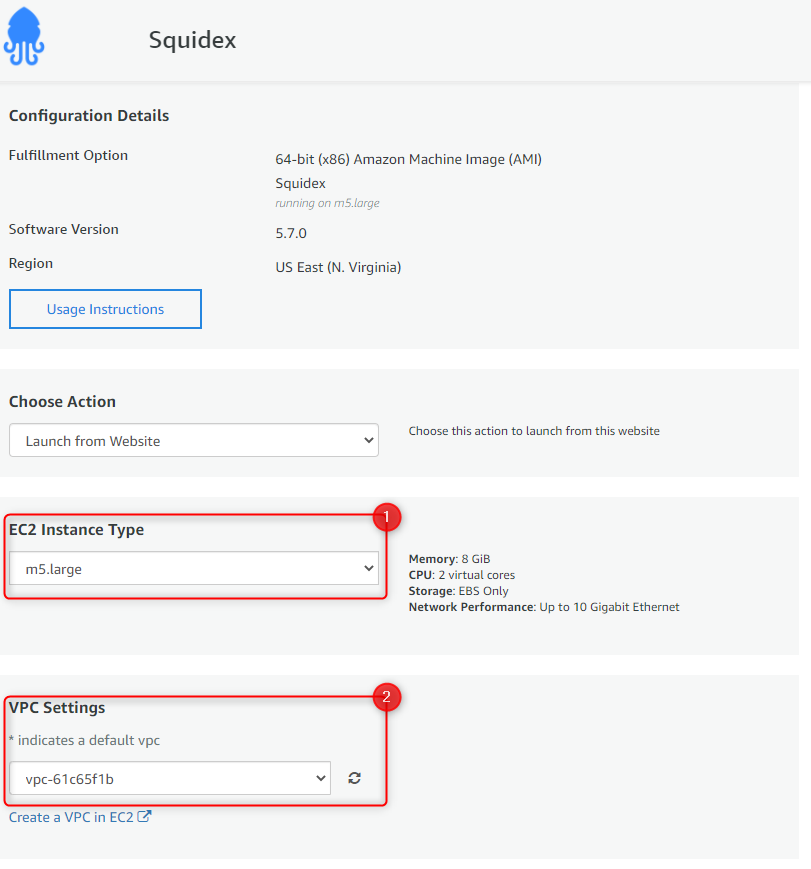 Squidex
Configuration Details
Fulfillment Option
64-bit (x86) Amazon Machine Image (AMI)
Squidex
running on m5.large
Software Version
5.7.0
Region
US East (N. Virginia)
Usage Instructions
Choose Action
Launch from Website
Choose this action to launch from this website
1
EC2 Instance Type
m5.large
Memory: 8 GiB
CPU: 2 virtual cores
Storage: EBS Only
Network Performance: Up to 10 Gigabit Ethernet
2
VPC Settings
* indicates a default vpc
vpc-61c65f1b
Create a VPC in EC2